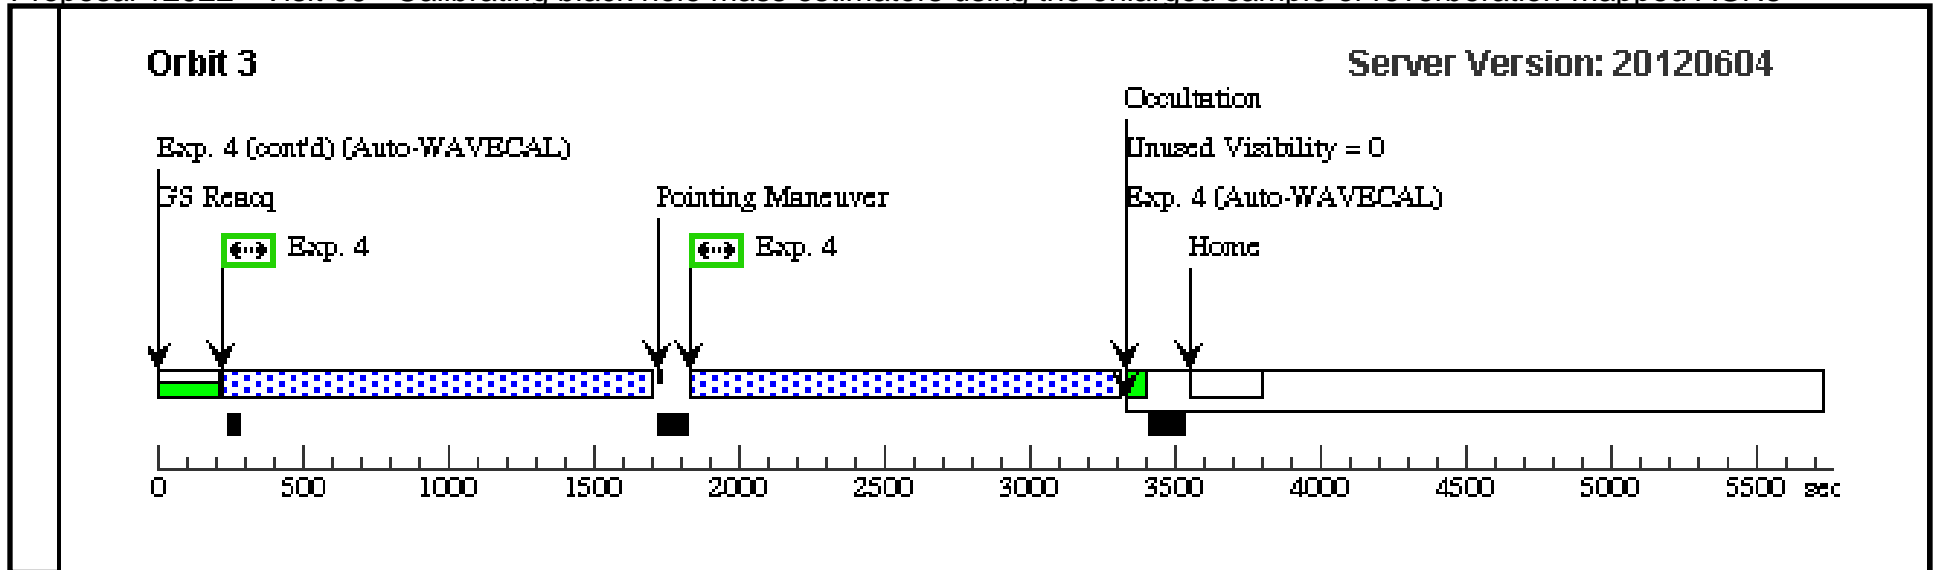 Orbit 3
Server Version: 20120604
Occultation
Exp. 4 (cont'd) (Auto-WAVECAL)
Unused Visibility = 0
GS Reacq
Pointing Maneuver
Exp. 4 (Auto-WAVECAL)
Exp. 4
Exp. 4
Home
0 500 1000 1500 2000 2500 3000 3500 4000 4500 5000 5500 sec